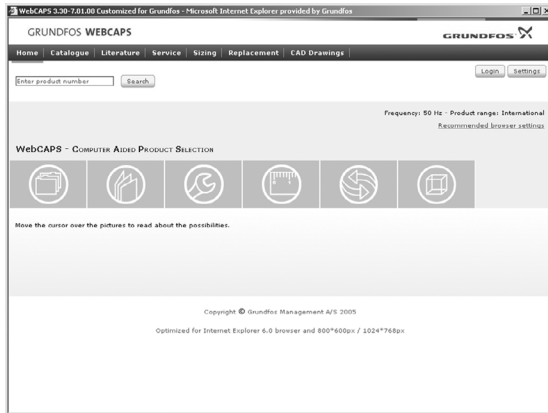 WebCAPS 3.30-7.01.00 Customized for Grundfos - Microsoft Internet Explorer provided by Grundfos
GRUNDFOS WEBCAPS
GRUNDFOS
Home Catalogue Literature Service Sizing Replacement CAD Drawings
Login Settings
Enter product number Search
Frequency: 50 Hz - Product range: International
Recommended browser settings
WebCAPS - Computer Aided Product Selection
Move the cursor over the pictures to read about the possibilities.
Copyright © Grundfos Management A/S 2005
Optimized for Internet Explorer 6.0 browser and 800*600px / 1024*768px